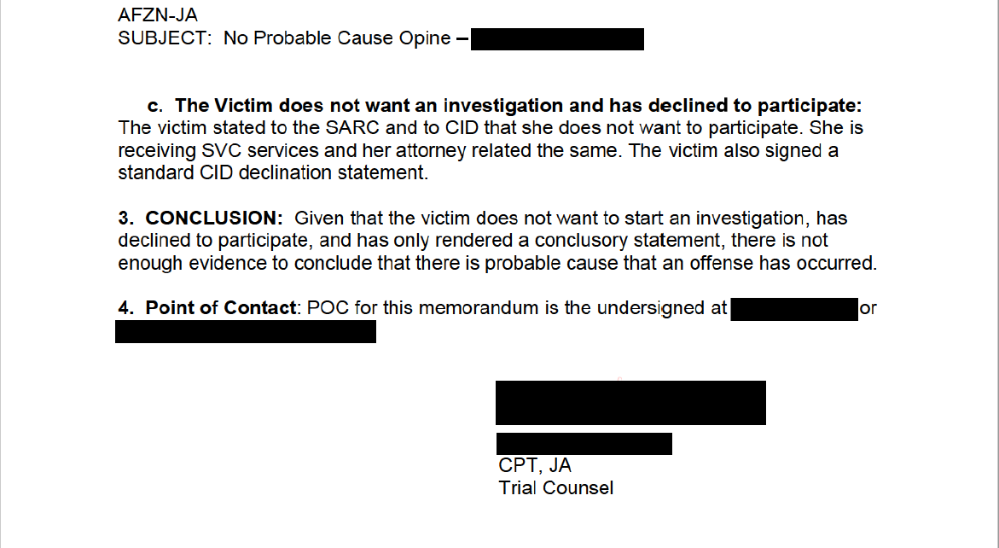 AFZN-JA
SUBJECT:  No Probable Cause Opine –
c.  The Victim does not want an investigation and has declined to participate:
The victim stated to the SARC and to CID that she does not want to participate. She is
receiving SVC services and her attorney related the same. The victim also signed a
standard CID declination statement.
3.  CONCLUSION:  Given that the victim does not want to start an investigation, has
declined to participate, and has only rendered a conclusory statement, there is not
enough evidence to conclude that there is probable cause that an offense has occurred.
4.  Point of Contact: POC for this memorandum is the undersigned at or
CPT, JA
Trial Counsel